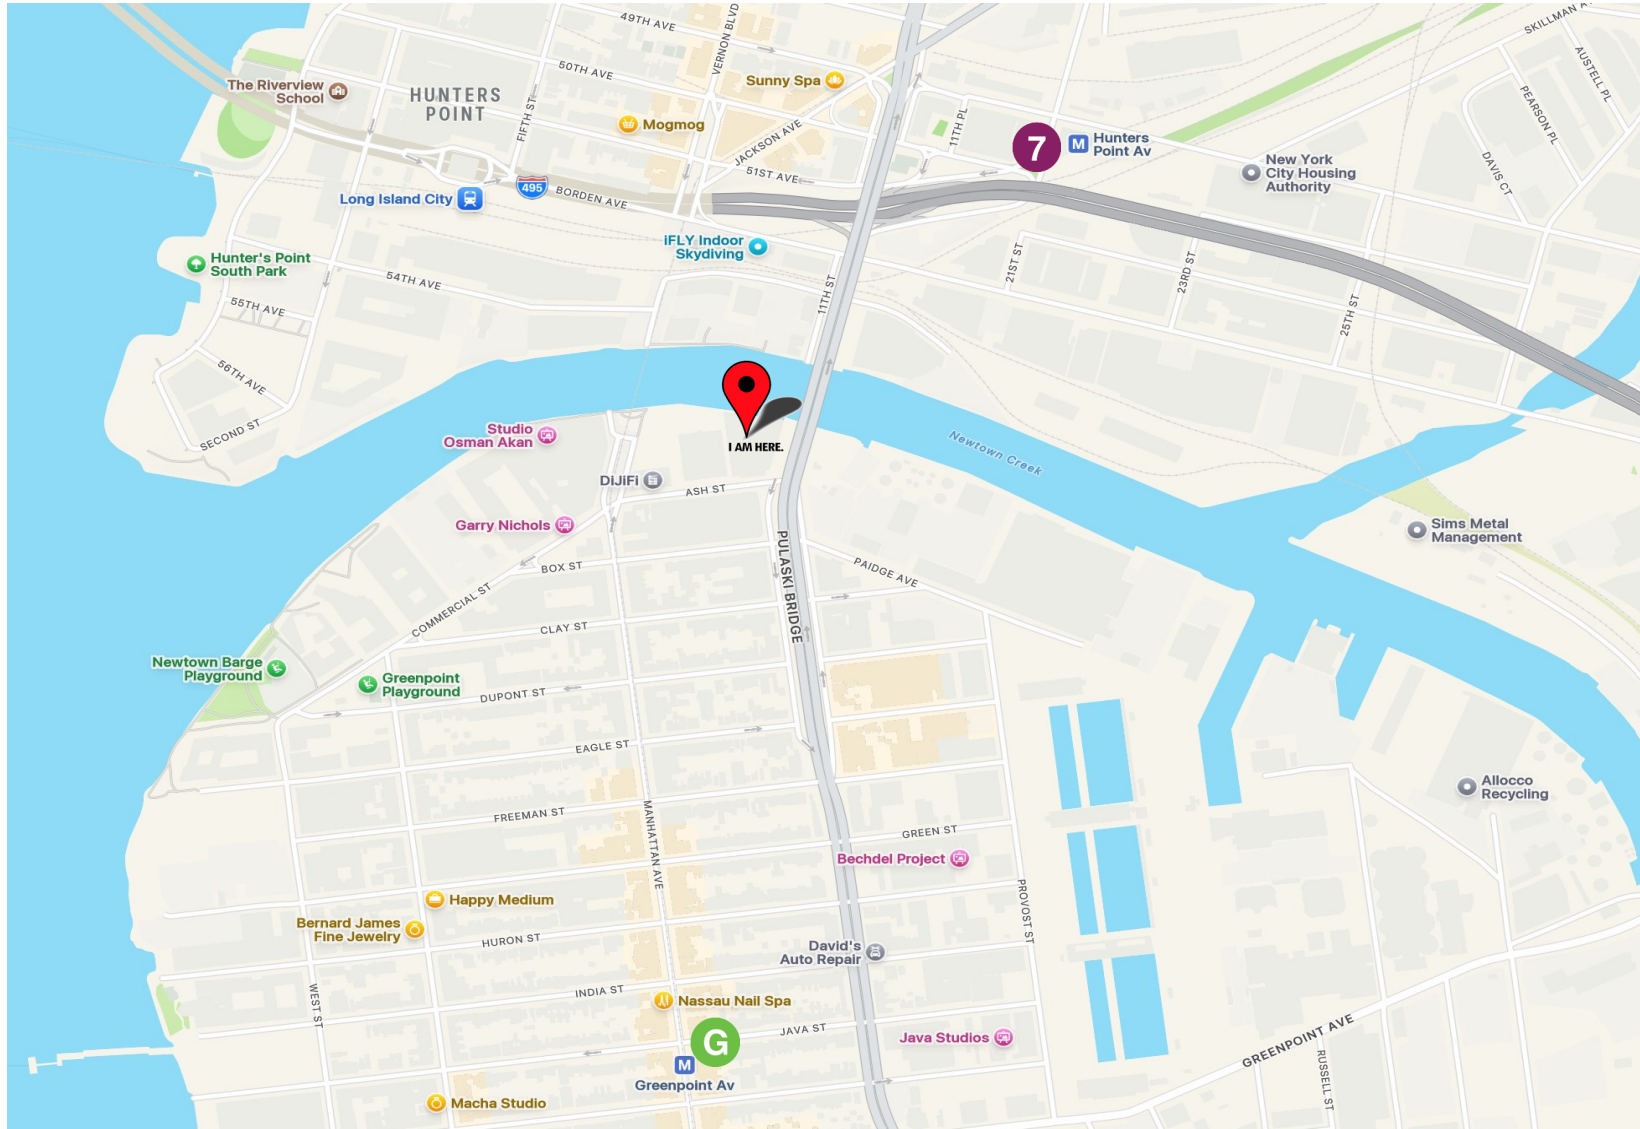 49TH AVE
VERNON BLVD
SKILLMAN A
50TH AVE
Sunny Spa
AUSTELL PL
The Riverview
School
HUNTERS
POINT
FIFTH ST
Mogmog
JACKSON AVE
11TH PL
7
M
Hunters
Point Av
PEARSON PL
DAVIS CT
New York
City Housing
Authority
51ST AVE
495
BORDEN AVE
Long Island City
iFLY Indoor
Skydiving
Hunter's Point
South Park
54TH AVE
11TH ST
21ST ST
23RD ST
25TH ST
55TH AVE
56TH AVE
SECOND ST
I AM HERE.
Studio
Osman Akan
Newtown Creek
DiJiFi
ASH ST
Garry Nichols
Sims Metal
Management
BOX ST
PULASKI BRIDGE
PAIDGE AVE
COMMERCIAL ST
CLAY ST
Newtown Barge
Playground
Greenpoint
Playground
DUPONT ST
EAGLE ST
FREEMAN ST
MANHATTAN AVE
GREEN ST
Allocco
Recycling
Bechdel Project
PROVOST ST
Happy Medium
Bernard James
Fine Jewelry
HURON ST
David's
Auto Repair
WEST ST
INDIA ST
Nassau Nail Spa
JAVA ST
G
Java Studios
GREENPOINT AVE
RUSSELL ST
M
Greenpoint Av
Macha Studio